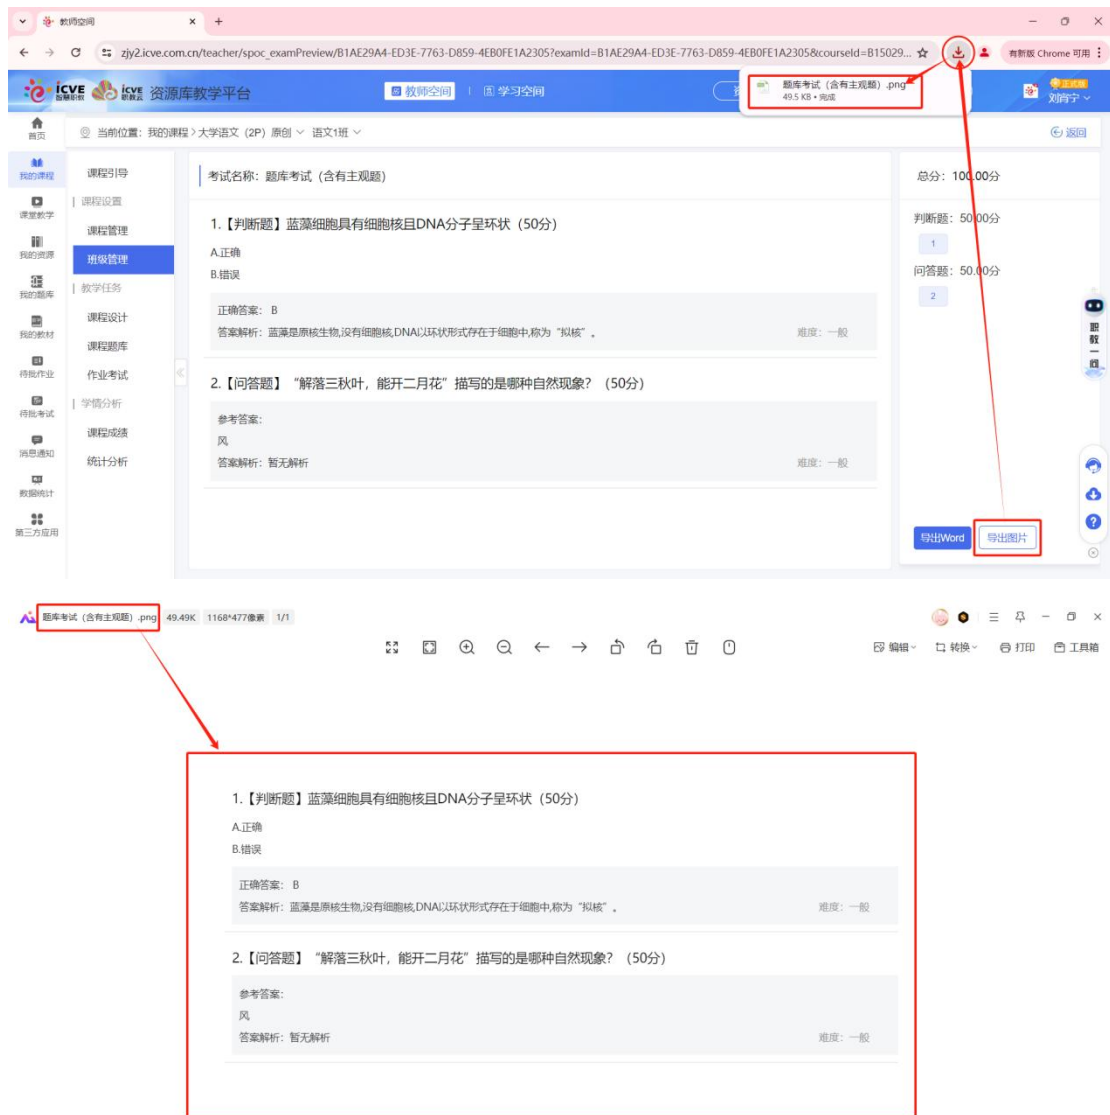 教师空间
zjy2.icve.com.cn/teacher/spoc_examPreview/B1AE29A4-ED3E-7763-D859-4EB0FE1A2305?examId=B1AE29A4-ED3E-7763-D859-4EB0FE1A2305&courseId=B15029...
有新版 Chrome 可用
icve 智慧职教 icve 职教云 资源库教学平台
教师空间
学习空间
题库考试（含有主观题）.png
49.5 KB • 完成
正式版
刘宵宁
首页
当前位置：我的课程 > 大学语文（2P）原创 语文1班
返回
我的课程
课堂教学
我的资源
我的题库
我的教材
待批作业
待批考试
消息通知
数据统计
第三方应用
课程引导
课程设置
课程管理
班级管理
教学任务
课程设计
课程题库
作业考试
学情分析
课程成绩
统计分析
考试名称：题库考试（含有主观题）
1.【判断题】蓝藻细胞具有细胞核且DNA分子呈环状（50分）
A.正确
B.错误
正确答案： B
答案解析：蓝藻是原核生物,没有细胞核,DNA以环状形式存在于细胞中,称为“拟核”。
难度：一般
2.【问答题】“解落三秋叶，能开二月花”描写的是哪种自然现象？（50分）
参考答案：
风
答案解析：暂无解析
难度：一般
总分：100.00分
判断题：50.00分
1
问答题：50.00分
2
职教一问
导出Word
导出图片
题库考试（含有主观题）.png 49.49K 1168*477像素 1/1
编辑 转换 打印 工具箱
1.【判断题】蓝藻细胞具有细胞核且DNA分子呈环状（50分）
A.正确
B.错误
正确答案： B
答案解析：蓝藻是原核生物,没有细胞核,DNA以环状形式存在于细胞中,称为“拟核”。
难度：一般
2.【问答题】“解落三秋叶，能开二月花”描写的是哪种自然现象？（50分）
参考答案：
风
答案解析：暂无解析
难度：一般